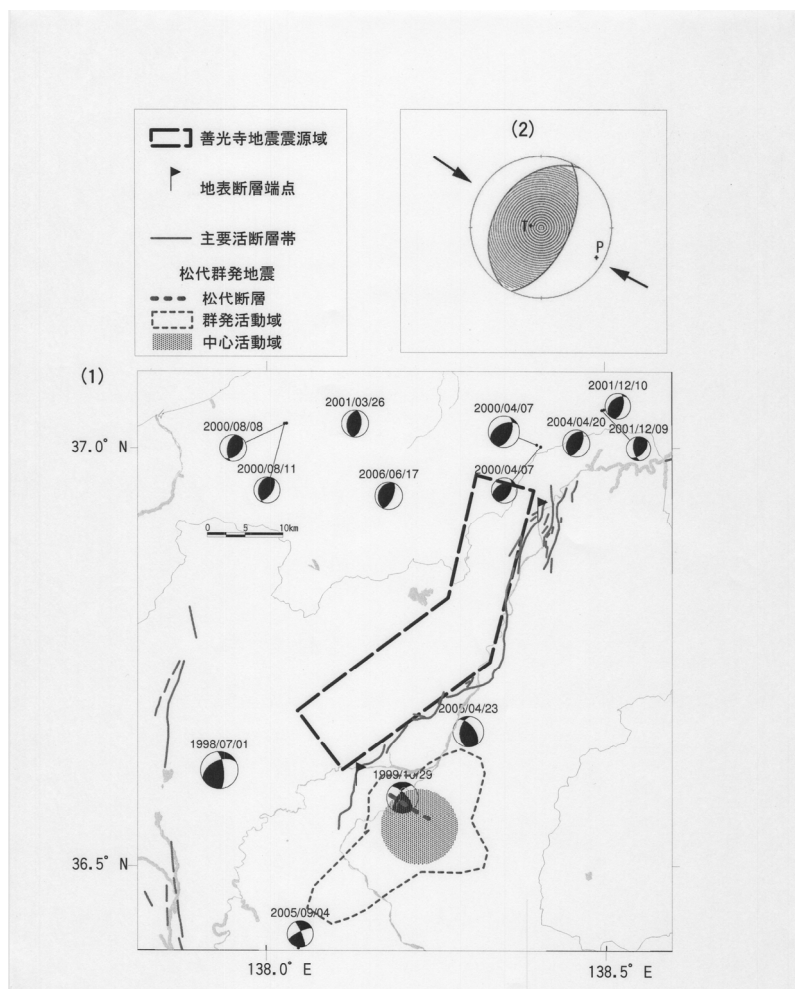 善光寺地震震源域
地表断層端点
主要活断層帯
松代群発地震
松代断層
群発活動域
中心活動域
(2)
T
P
(1)
2001/12/10
2001/03/26
2000/04/07
2000/08/08
2004/04/20
2001/12/09
37.0° N
2000/08/11
2006/06/17
2000/04/07
0 5 10km
2005/04/23
1998/07/01
1999/10/29
36.5° N
2005/09/04
138.0° E
138.5° E